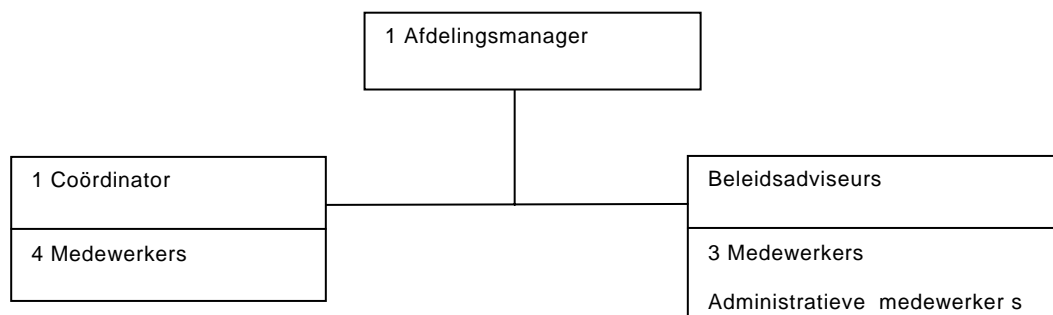 1 Afdelingsmanager
1 Coördinator
4 Medewerkers
Beleidsadviseurs
3 Medewerkers
Administratieve medewerker s